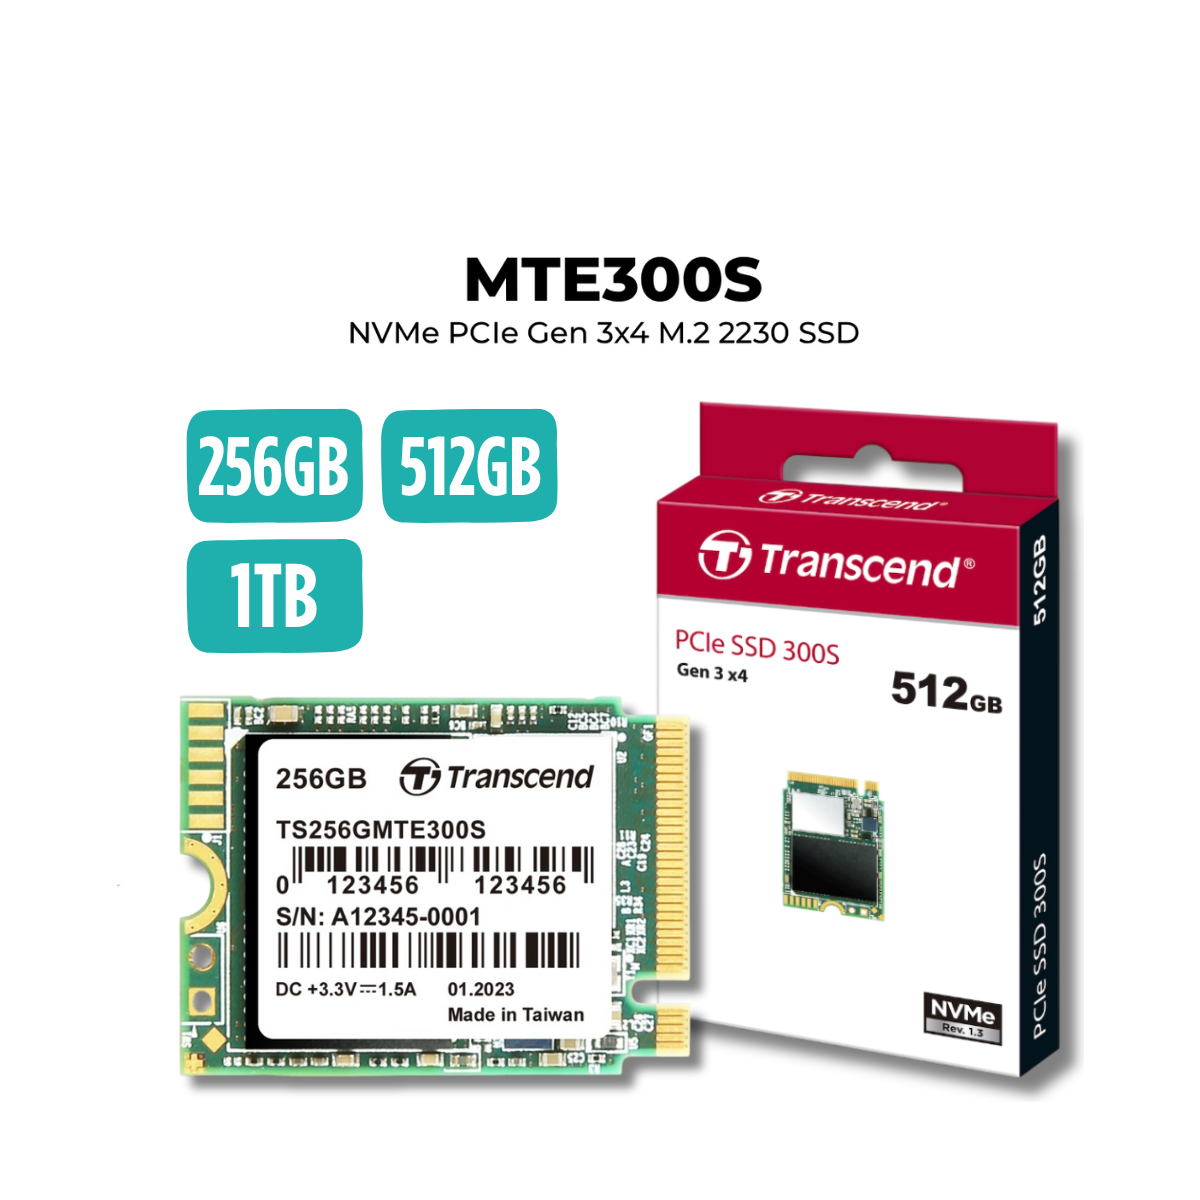 MTE300S
NVMe PCIe Gen 3x4 M.2 2230 SSD
256GB
512GB
1TB
Transcend®
Transcend®
PCIe SSD 300S
Gen 3 x4
512GB
512GB
PCIe SSD 300S
NVMe
Rev. 1.3
256GB Transcend
TS256GMTE300S
0 123456 123456
S/N: A12345-0001
DC +3.3V⎓1.5A 01.2023
Made in Taiwan